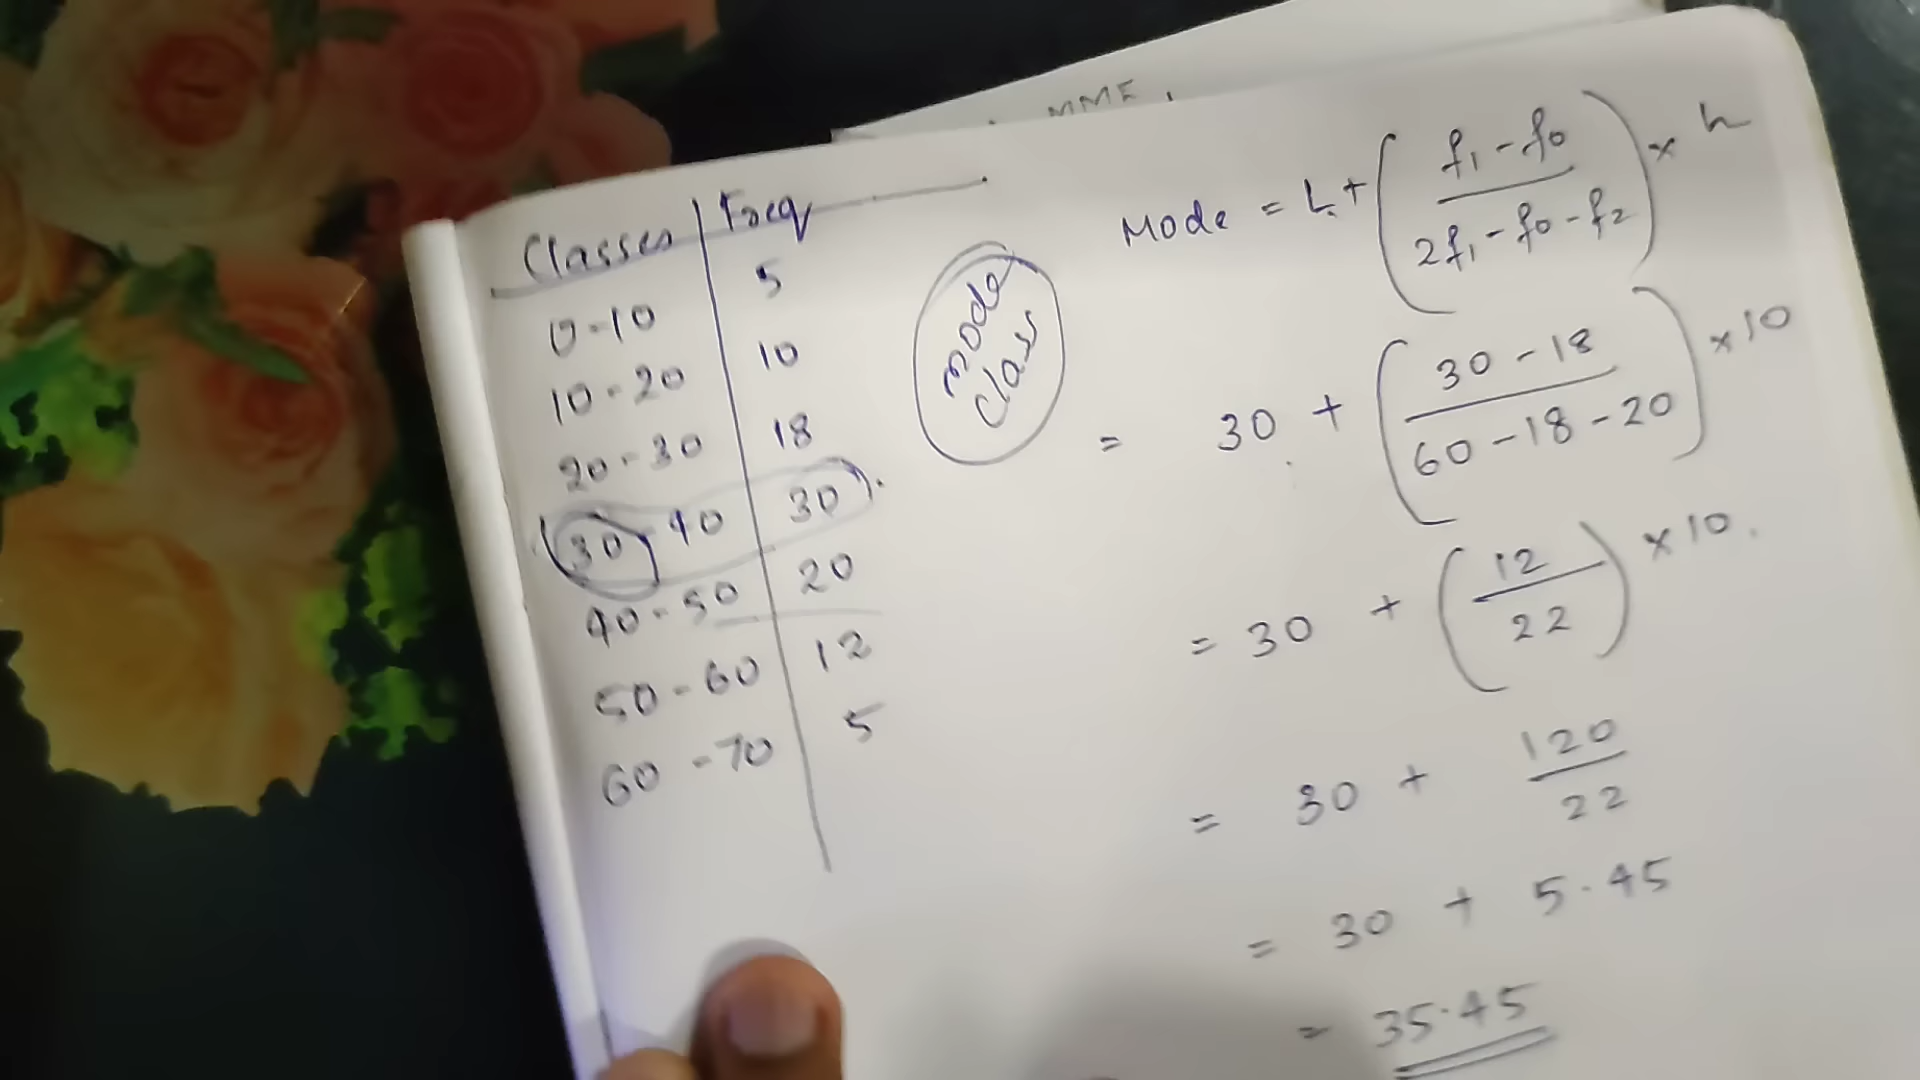 MME,
Classes | Freq
0-10 5
10-20 10
20-30 18
30-40 30
40-50 20
50-60 12
60-70 5
Mode
Class
Mode = L + ( f1 - f0 / 2f1 - f0 - f2 ) × h
= 30 + ( 30 - 18 / 60 - 18 - 20 ) × 10
= 30 + ( 12 / 22 ) × 10
= 30 + 120 / 22
= 30 + 5.45
= 35.45